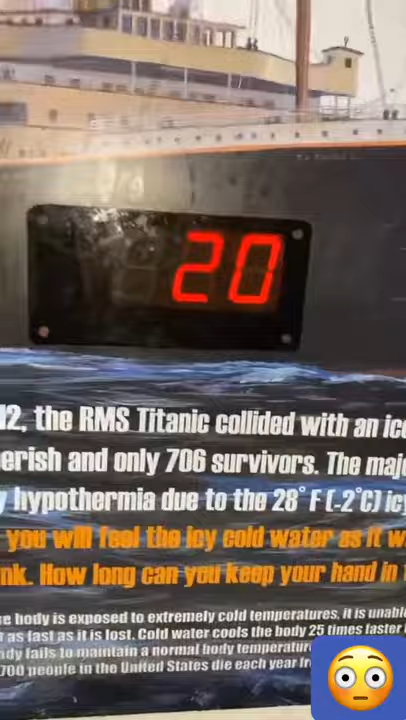 20
12, the RMS Titanic collided with an ice
erish and only 706 survivors. The maj
y hypothermia due to the 28°F (-2°C) icy
you will feel the icy cold water as it w
nk. How long can you keep your hand in
e body is exposed to extremely cold temperatures, it is unabl
r as fast as it is lost. Cold water cools the body 25 times faster
dy fails to maintain a normal body temperature
700 people in the United States die each year fr